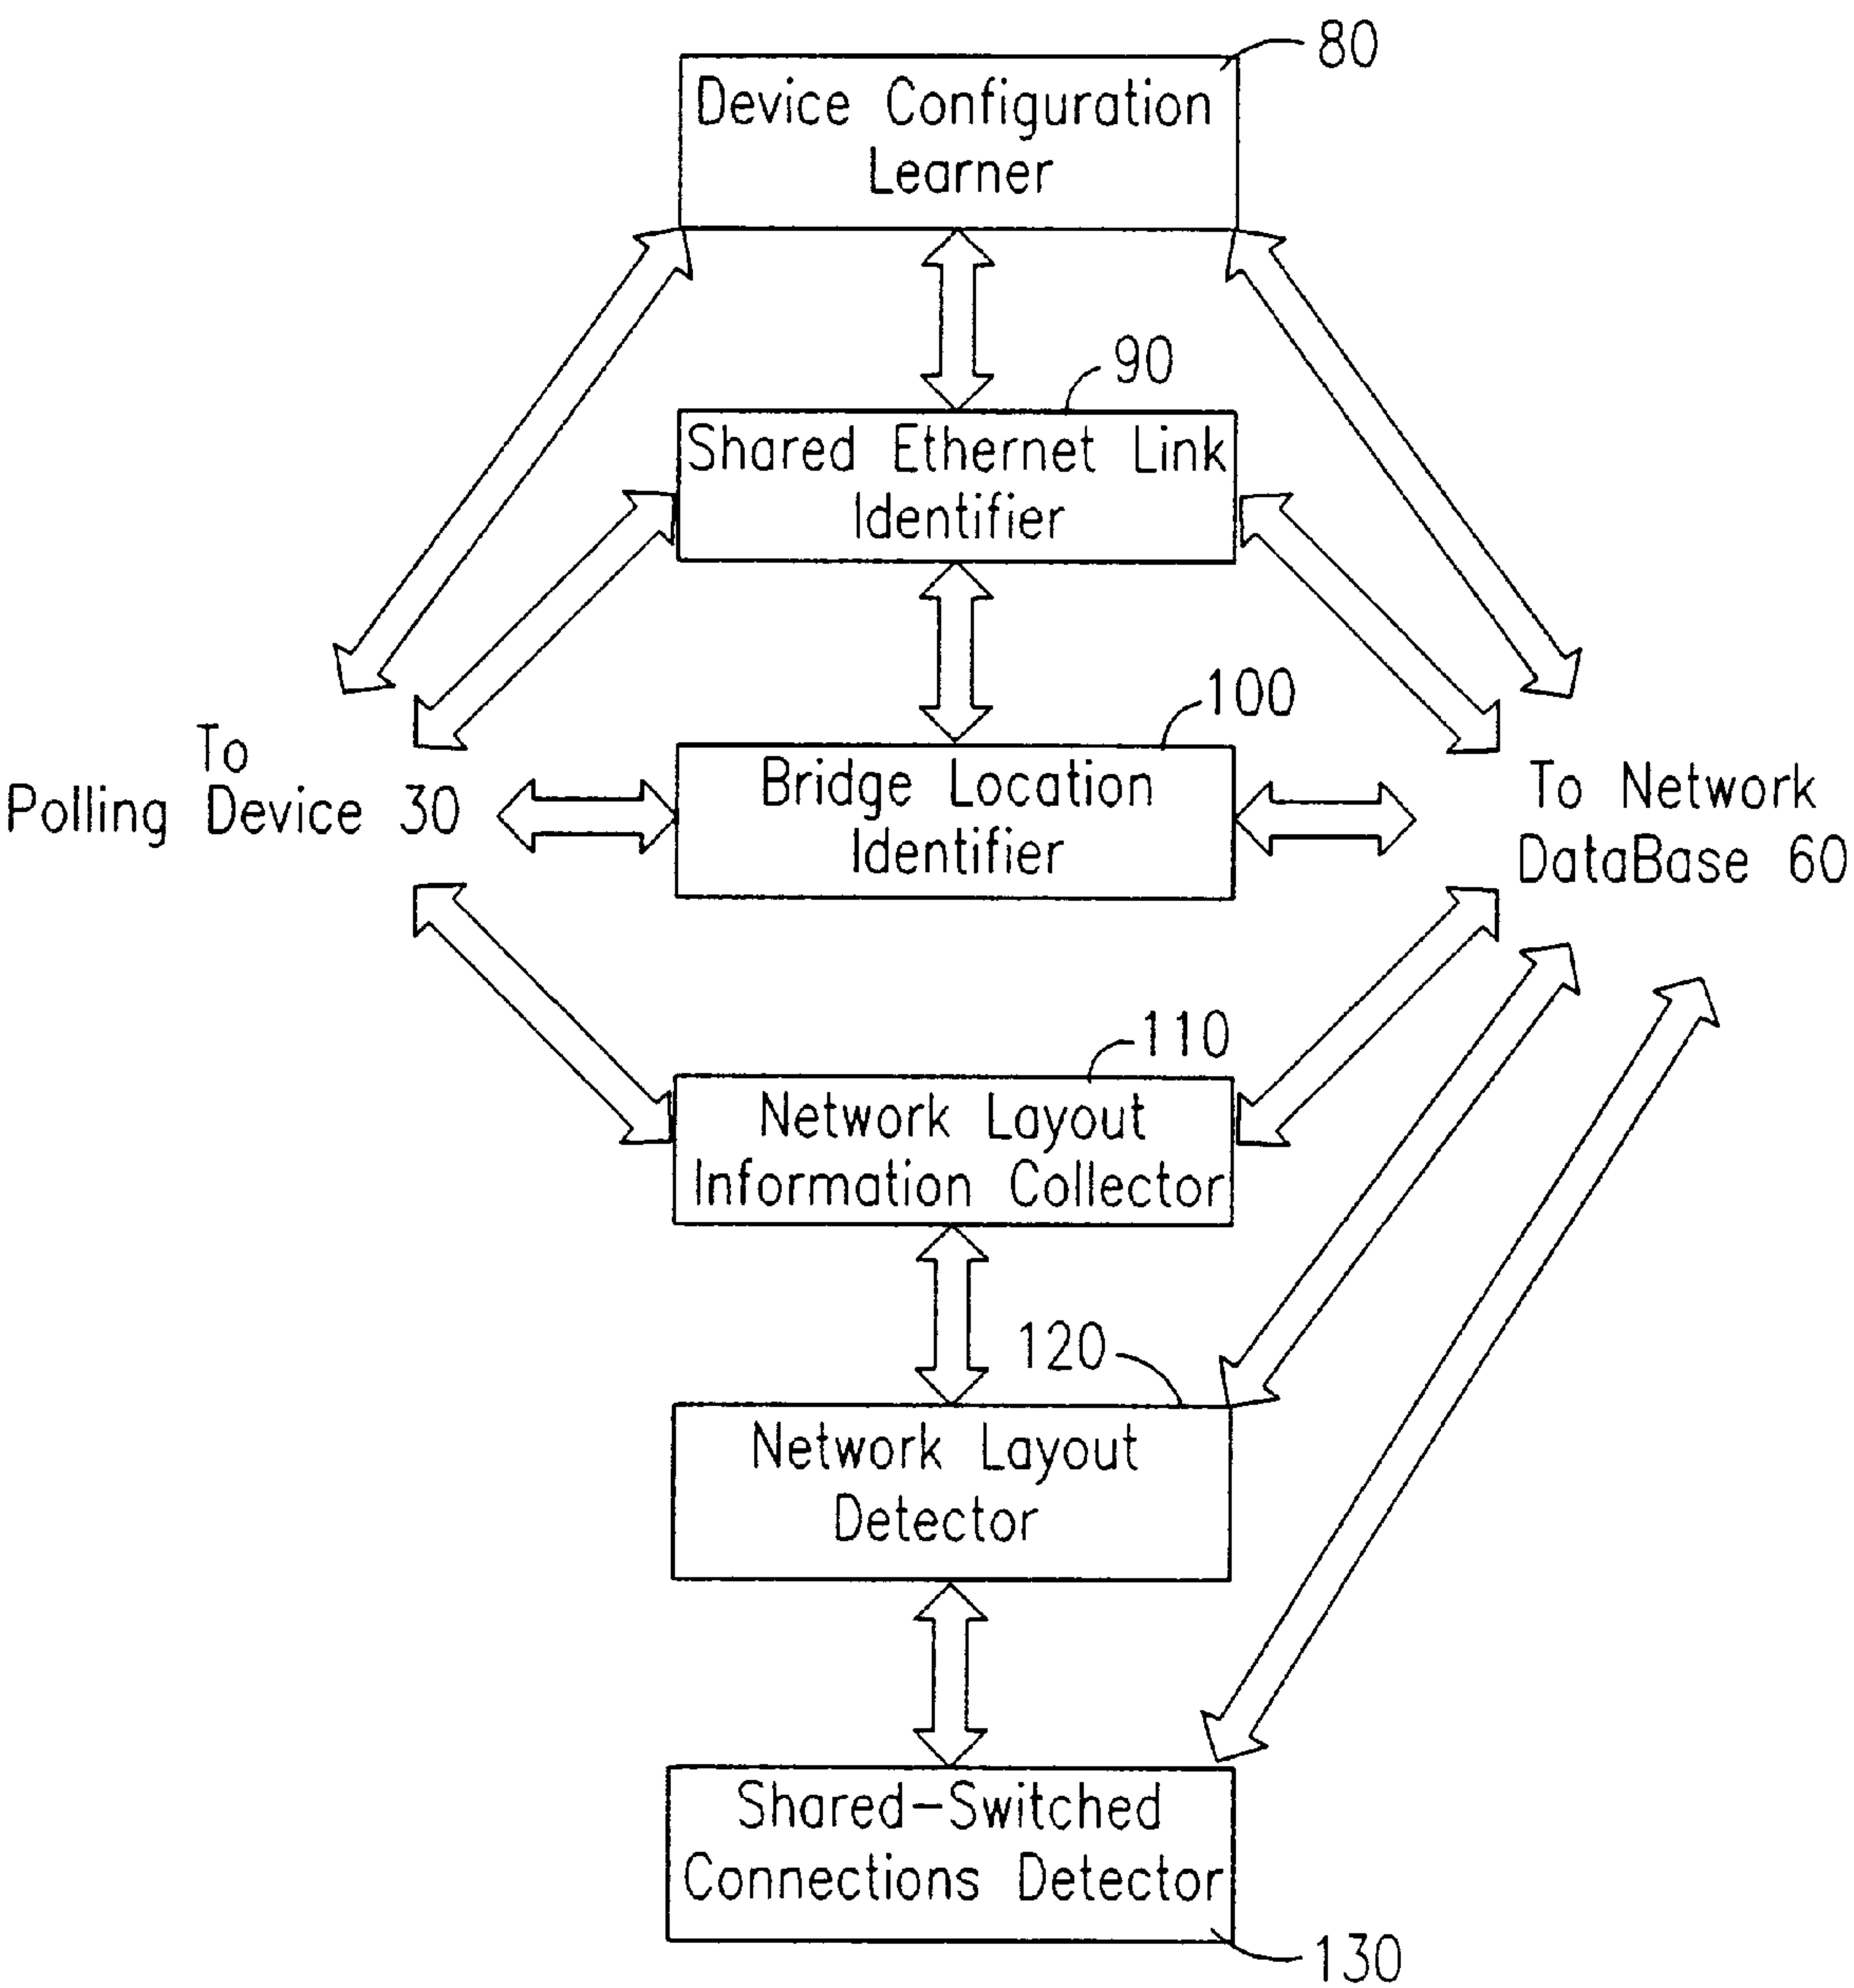 80
Device Configuration
Learner
90
Shared Ethernet Link
Identifier
100
To
Polling Device 30
Bridge Location
Identifier
To Network
DataBase 60
110
Network Layout
Information Collector
120
Network Layout
Detector
Shared-Switched
Connections Detector
130